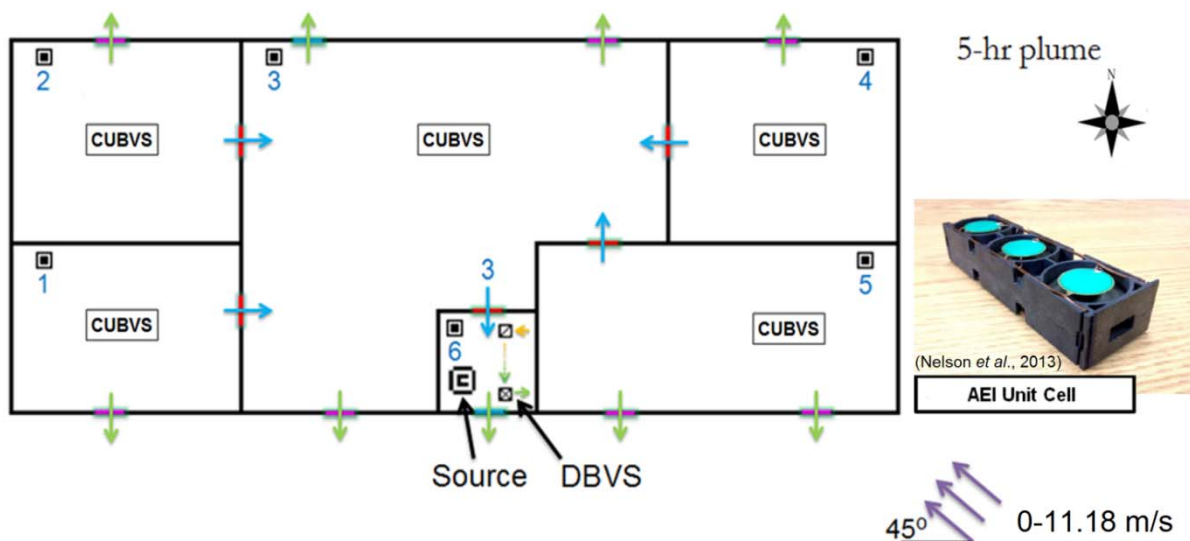 5-hr plume
N
2
3
4
CUBVS
CUBVS
CUBVS
1
3
5
CUBVS
6
CUBVS
(Nelson et al., 2013)
AEI Unit Cell
Source
DBVS
45°
0-11.18 m/s